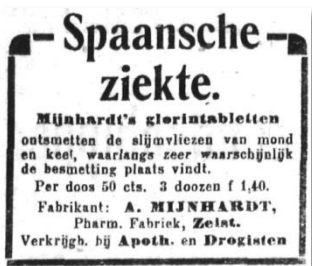 Spaansche
ziekte.
Mijnhardt's glorintabletten
ontsmetten de slijmvliezen van mond
en keel, waarlangs zeer waarschijnlijk
de besmetting plaats vindt.
Per doos 50 cts. 3 doozen f 1,40.
Fabrikant: A. MIJNHARDT,
Pharm. Fabriek, Zeist.
Verkrijgb. bij Apoth. en Drogisten